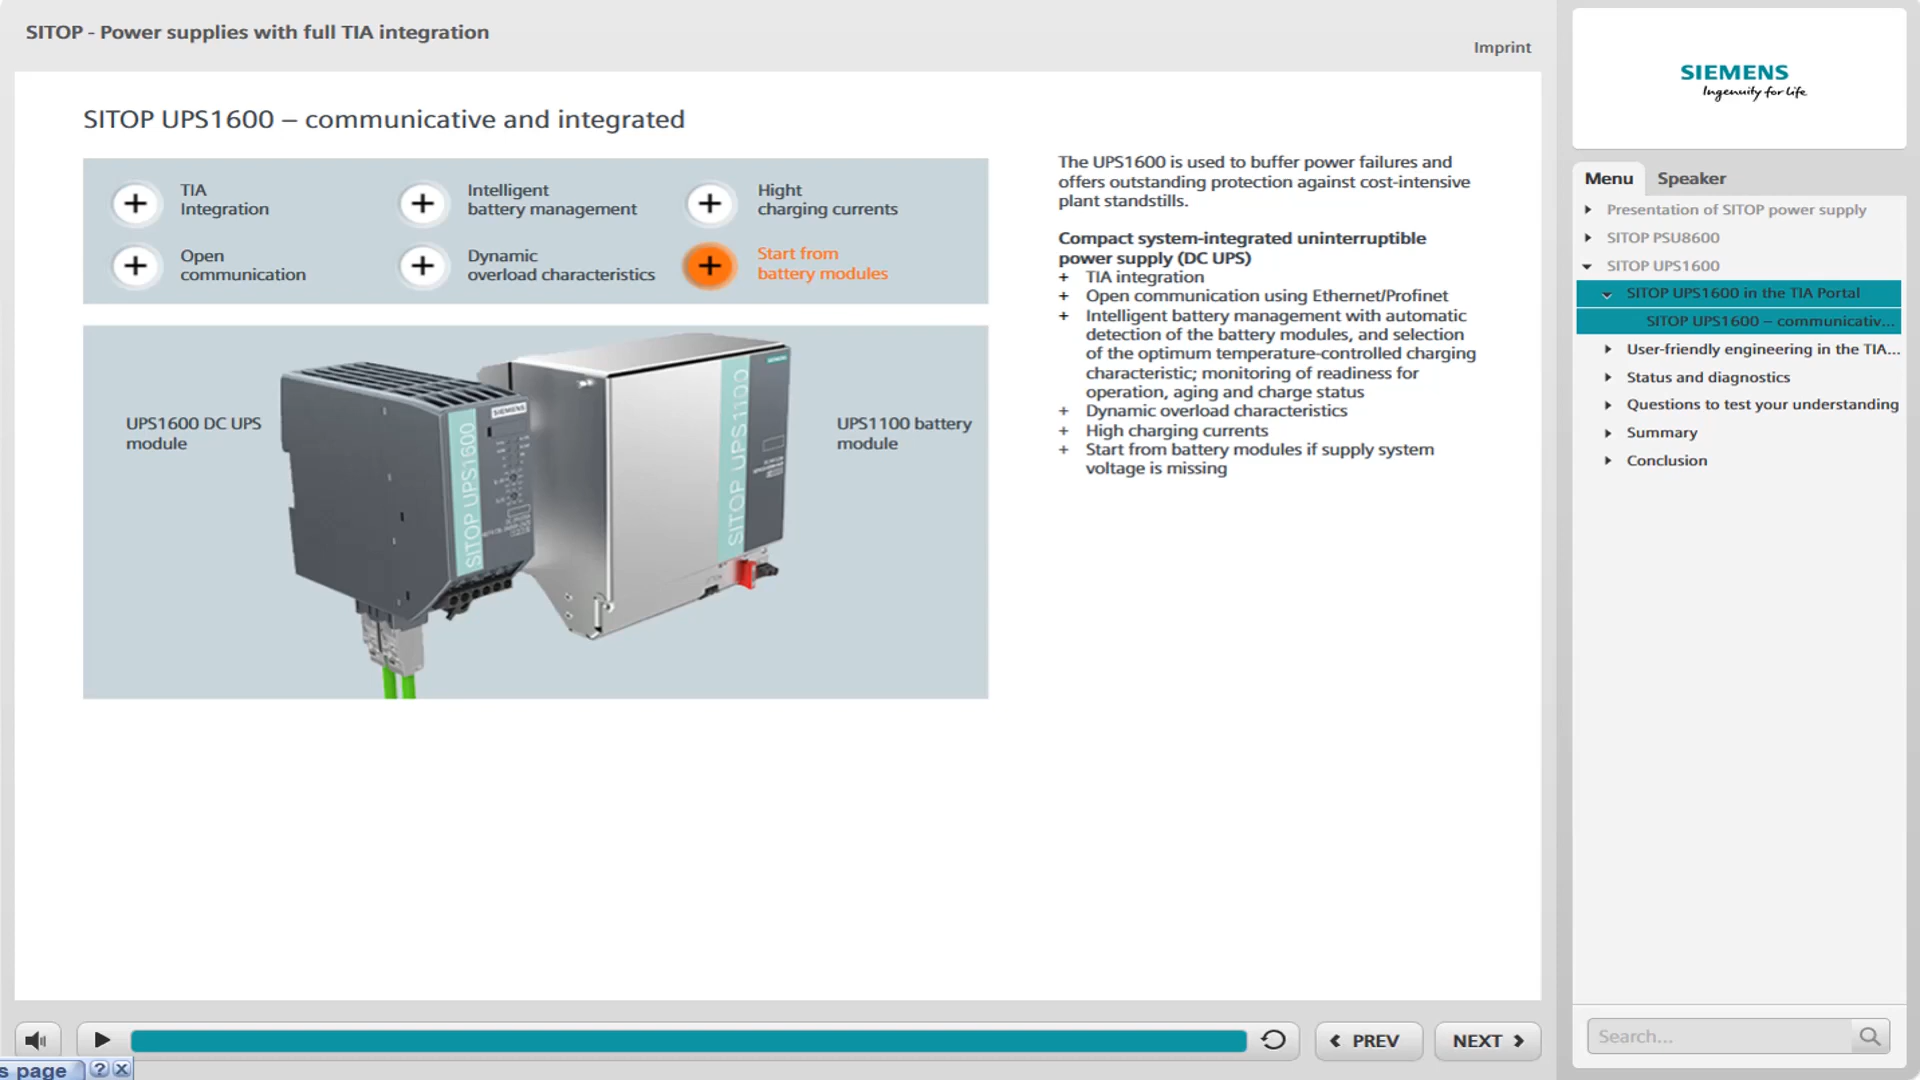 SITOP - Power supplies with full TIA integration
Imprint
SITOP UPS1600 – communicative and integrated
TIA
Integration
Intelligent
battery management
Hight
charging currents
Open
communication
Dynamic
overload characteristics
Start from
battery modules
UPS1600 DC UPS
module
SIEMENS
SITOP UPS1600
SITOP UPS1100
UPS1100 battery
module
The UPS1600 is used to buffer power failures and
offers outstanding protection against cost-intensive
plant standstills.
Compact system-integrated uninterruptible
power supply (DC UPS)
+ TIA integration
+ Open communication using Ethernet/Profinet
+ Intelligent battery management with automatic
detection of the battery modules, and selection
of the optimum temperature-controlled charging
characteristic; monitoring of readiness for
operation, aging and charge status
+ Dynamic overload characteristics
+ High charging currents
+ Start from battery modules if supply system
voltage is missing
SIEMENS
Ingenuity for life
Menu
Speaker
Presentation of SITOP power supply
SITOP PSU8600
SITOP UPS1600
SITOP UPS1600 in the TIA Portal
SITOP UPS1600 – communicativ...
User-friendly engineering in the TIA...
Status and diagnostics
Questions to test your understanding
Summary
Conclusion
PREV
NEXT
Search...
s page